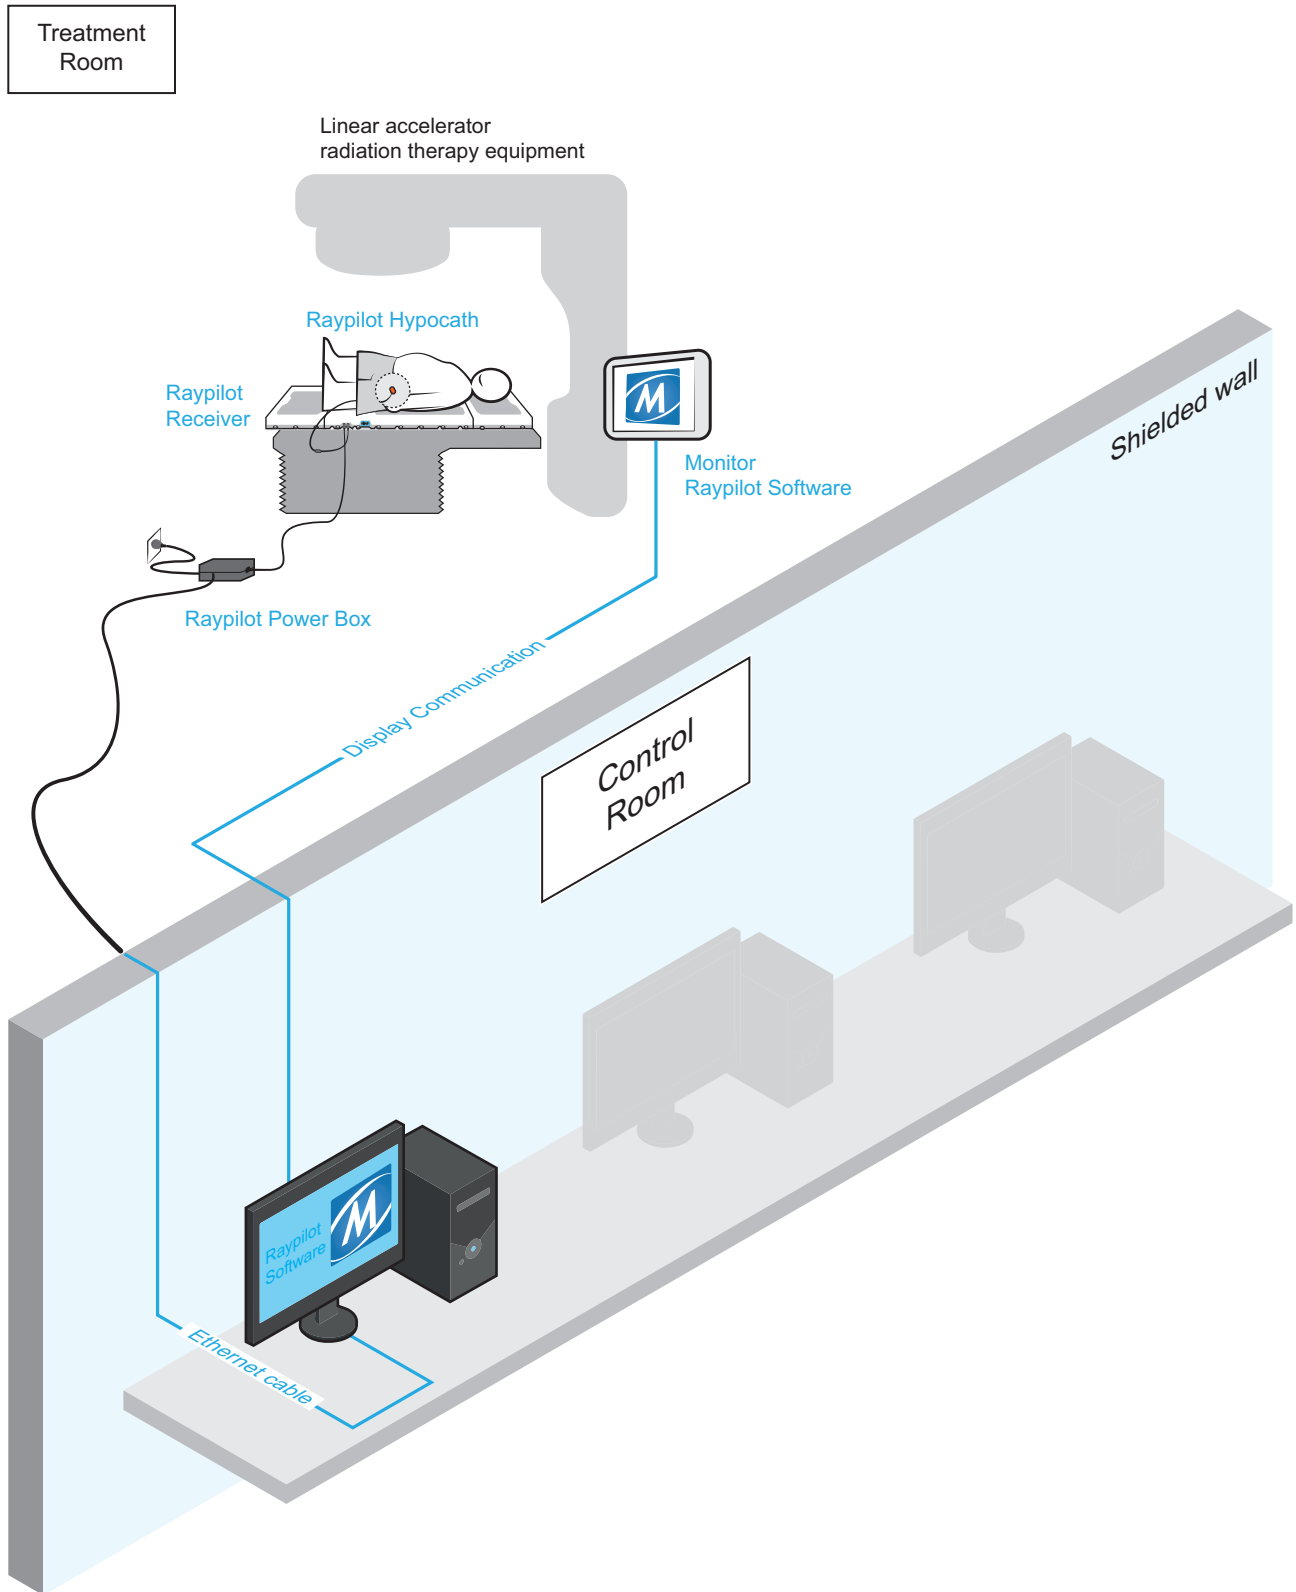 Treatment
Room
Linear accelerator
radiation therapy equipment
Raypilot Hypocath
Raypilot
Receiver
M
Monitor
Raypilot Software
Shielded wall
Raypilot Power Box
Display Communication
Control
Room
Raypilot
Software
M
Ethernet cable